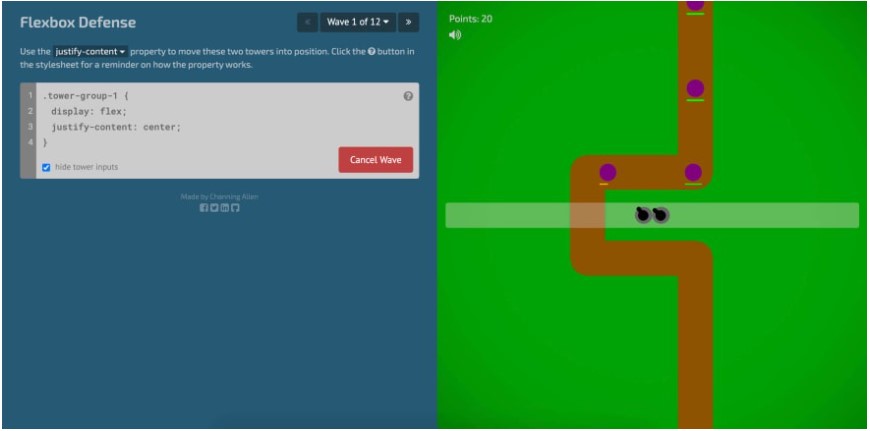 Flexbox Defense
« Wave 1 of 12 »
Use the justify-content property to move these two towers into position. Click the ? button in
the stylesheet for a reminder on how the property works.
1 .tower-group-1 {
2 display: flex;
3 justify-content: center;
4 }
?
hide tower inputs
Cancel Wave
Made by Channing Allen
Points: 20